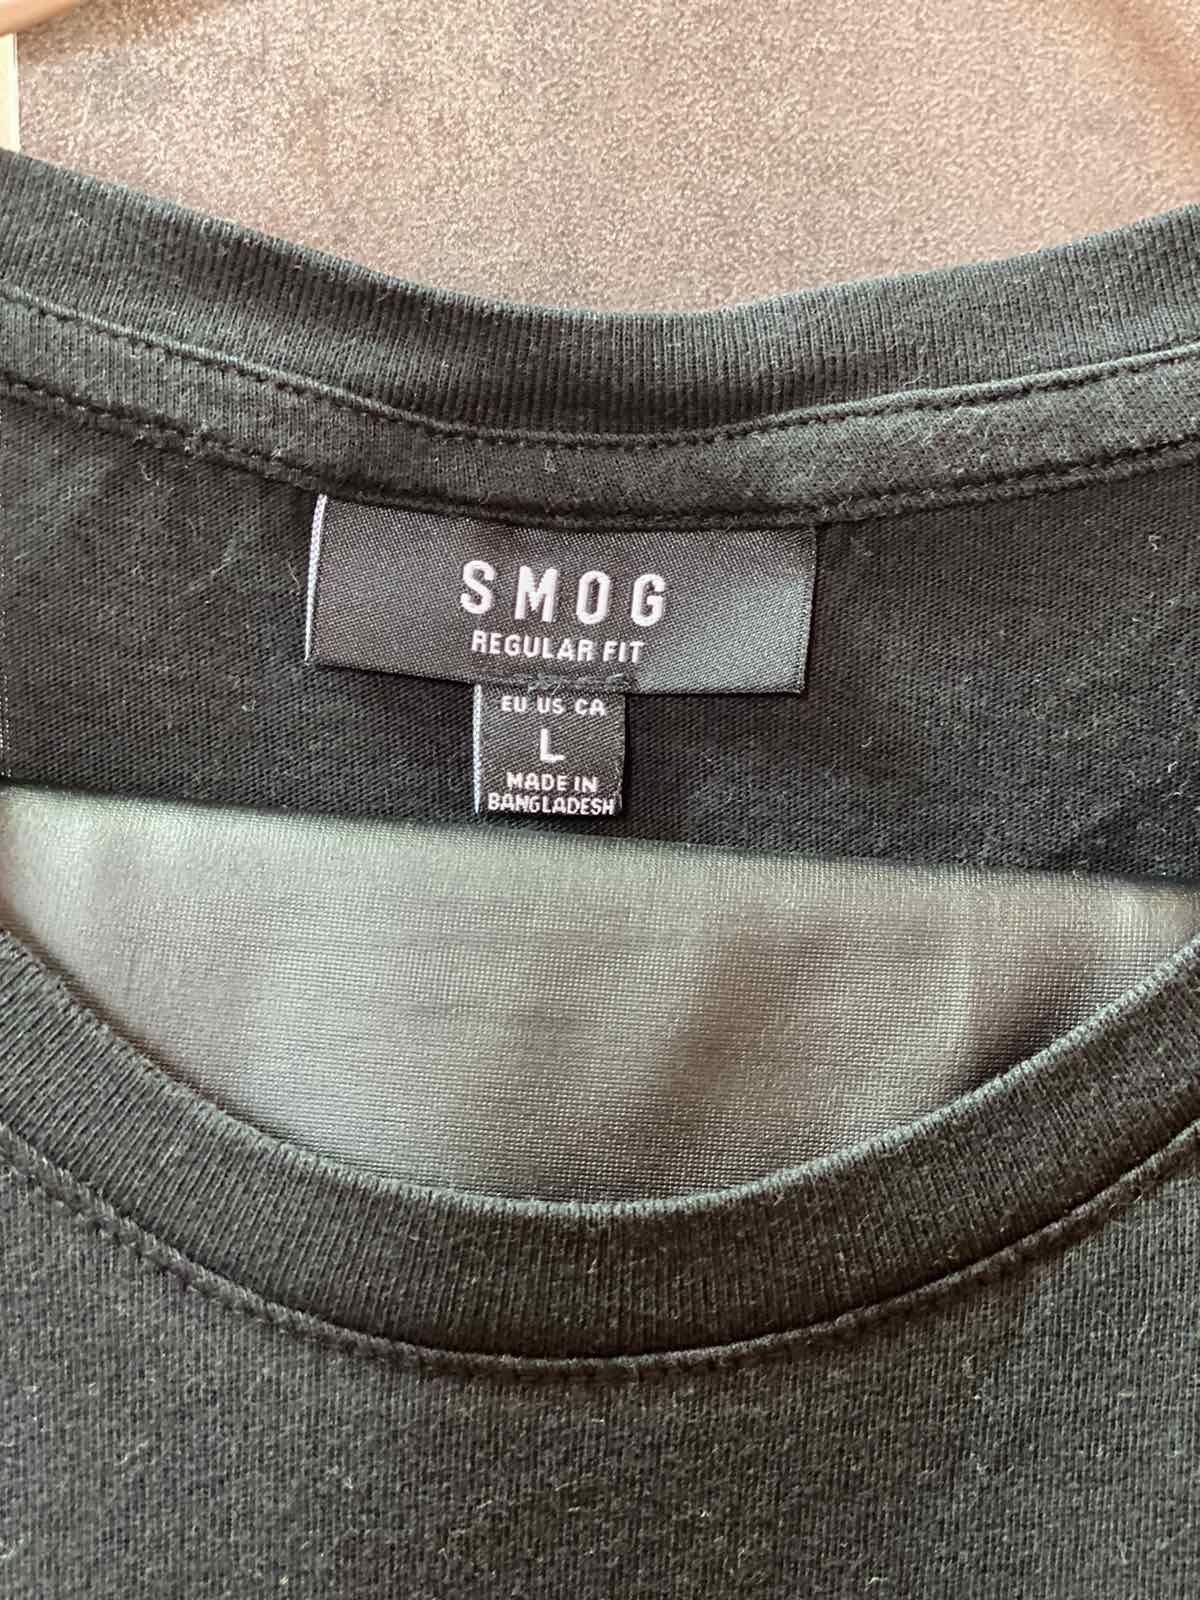 SMOG
REGULAR FIT
EU US CA
L
MADE IN
BANGLADESH